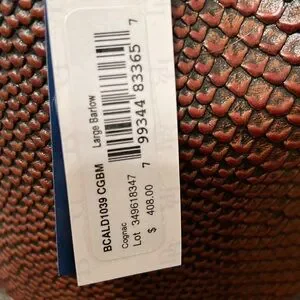 BCALD1039 CGBM
Large Barlow
Cognac
Lot 349618347
$ 408.00
7 99344 83365 7